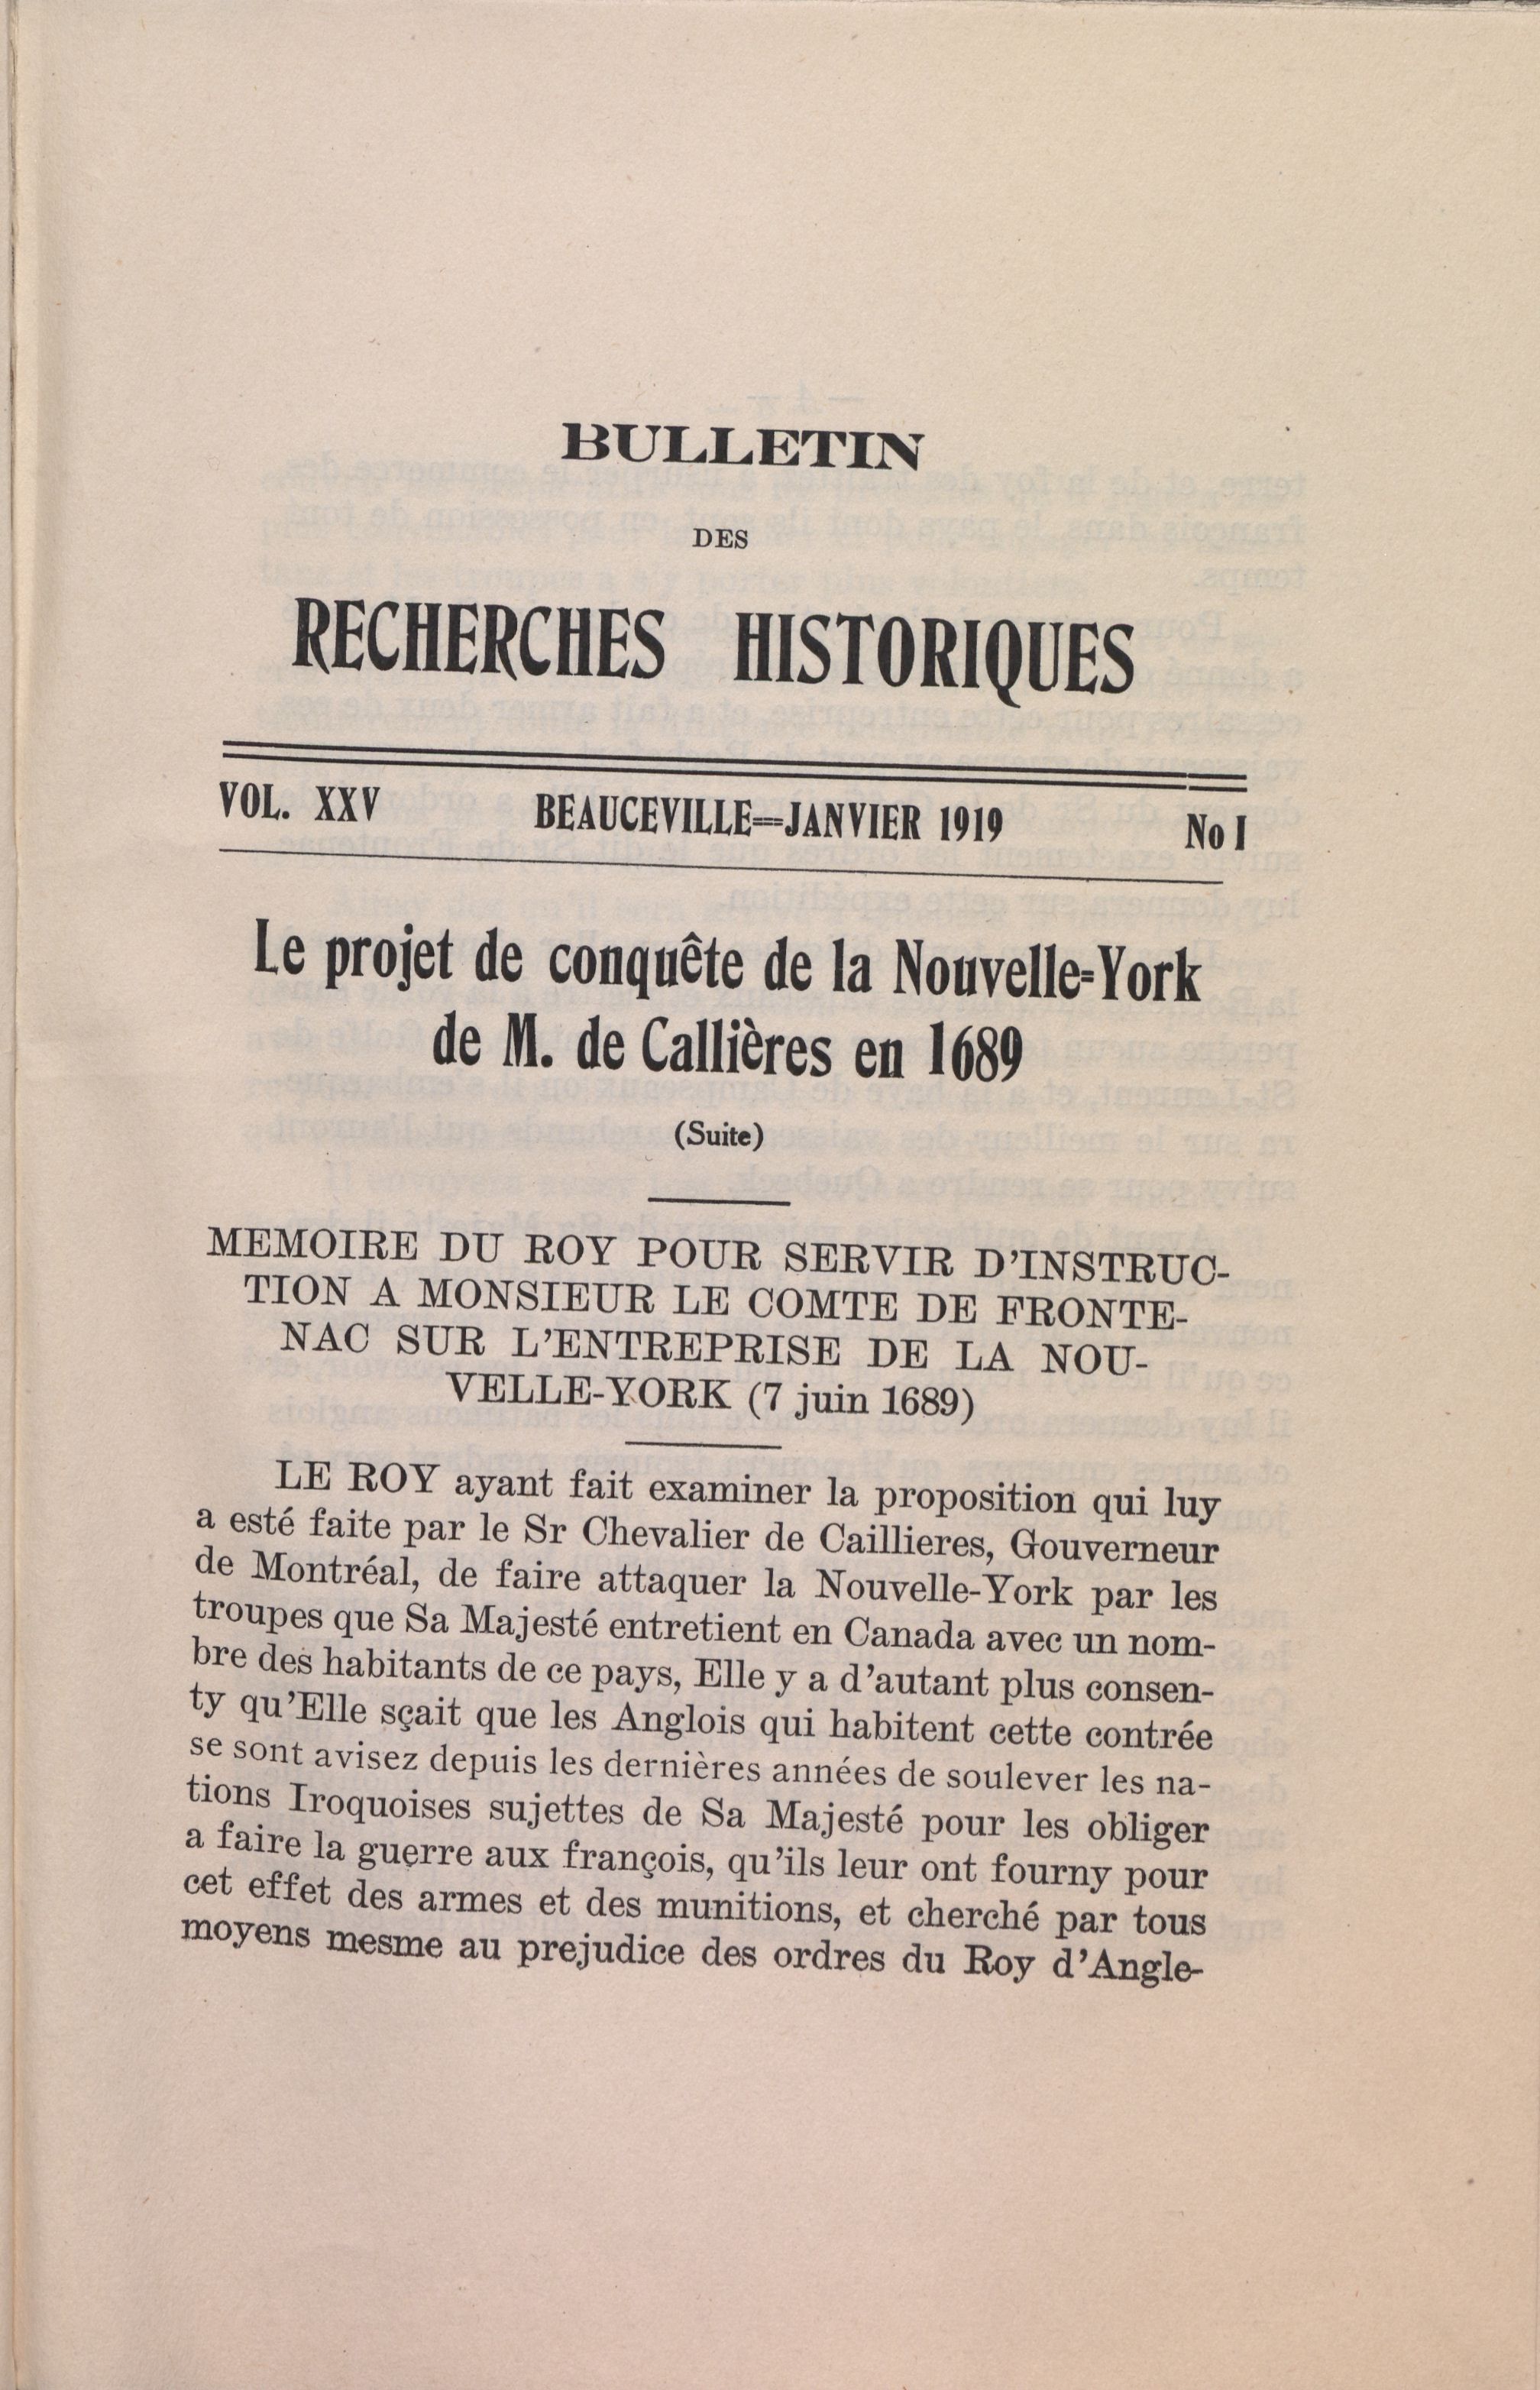 BULLETIN
DES
RECHERCHES HISTORIQUES
VOL. XXV BEAUCEVILLE=JANVIER 1919 No I
Le projet de conquête de la Nouvelle-York
de M. de Callières en 1689
(Suite)
MEMOIRE DU ROY POUR SERVIR D'INSTRUC-
TION A MONSIEUR LE COMTE DE FRONTE-
NAC SUR L'ENTREPRISE DE LA NOU-
VELLE-YORK (7 juin 1689)
LE ROY ayant fait examiner la proposition qui luy
a esté faite par le Sr Chevalier de Caillieres, Gouverneur
de Montréal, de faire attaquer la Nouvelle-York par les
troupes que Sa Majesté entretient en Canada avec un nom-
bre des habitants de ce pays, Elle y a d'autant plus consen-
ty qu'Elle sçait que les Anglois qui habitent cette contrée
se sont avisez depuis les dernières années de soulever les na-
tions Iroquoises sujettes de Sa Majesté pour les obliger
a faire la guerre aux françois, qu'ils leur ont fourny pour
cet effet des armes et des munitions, et cherché par tous
moyens mesme au prejudice des ordres du Roy d'Angle-